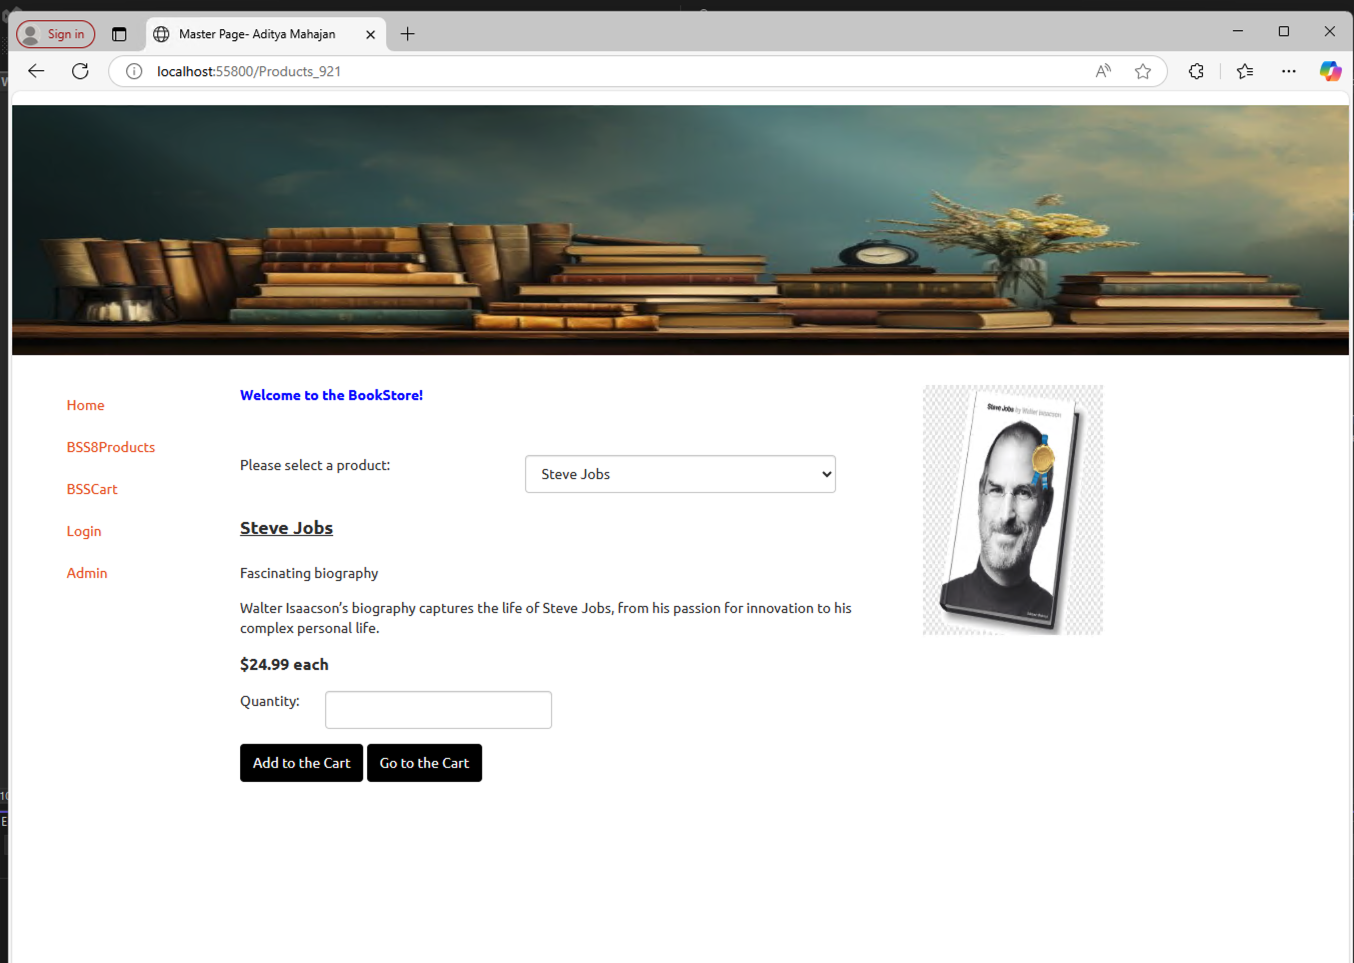 Sign in
Master Page- Aditya Mahajan
localhost:55800/Products_921
Welcome to the BookStore!
Home
BSS8Products
BSSCart
Login
Admin
Please select a product:
Steve Jobs
Steve Jobs
Fascinating biography
Walter Isaacson’s biography captures the life of Steve Jobs, from his passion for innovation to his
complex personal life.
$24.99 each
Quantity:
Add to the Cart
Go to the Cart
Steve Jobs by Walter Isaacson